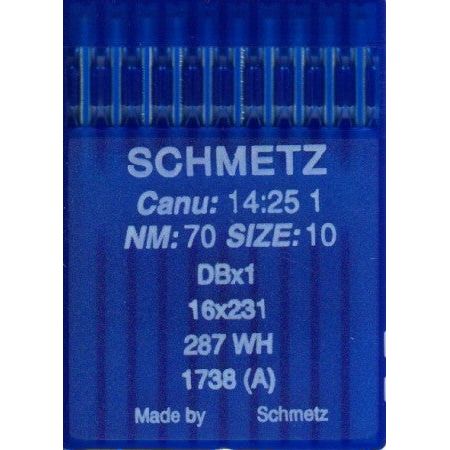 SCHMETZ
Canu: 14:25 1
NM: 70 SIZE: 10
DBx1
16x231
287 WH
1738 (A)
Made by Schmetz